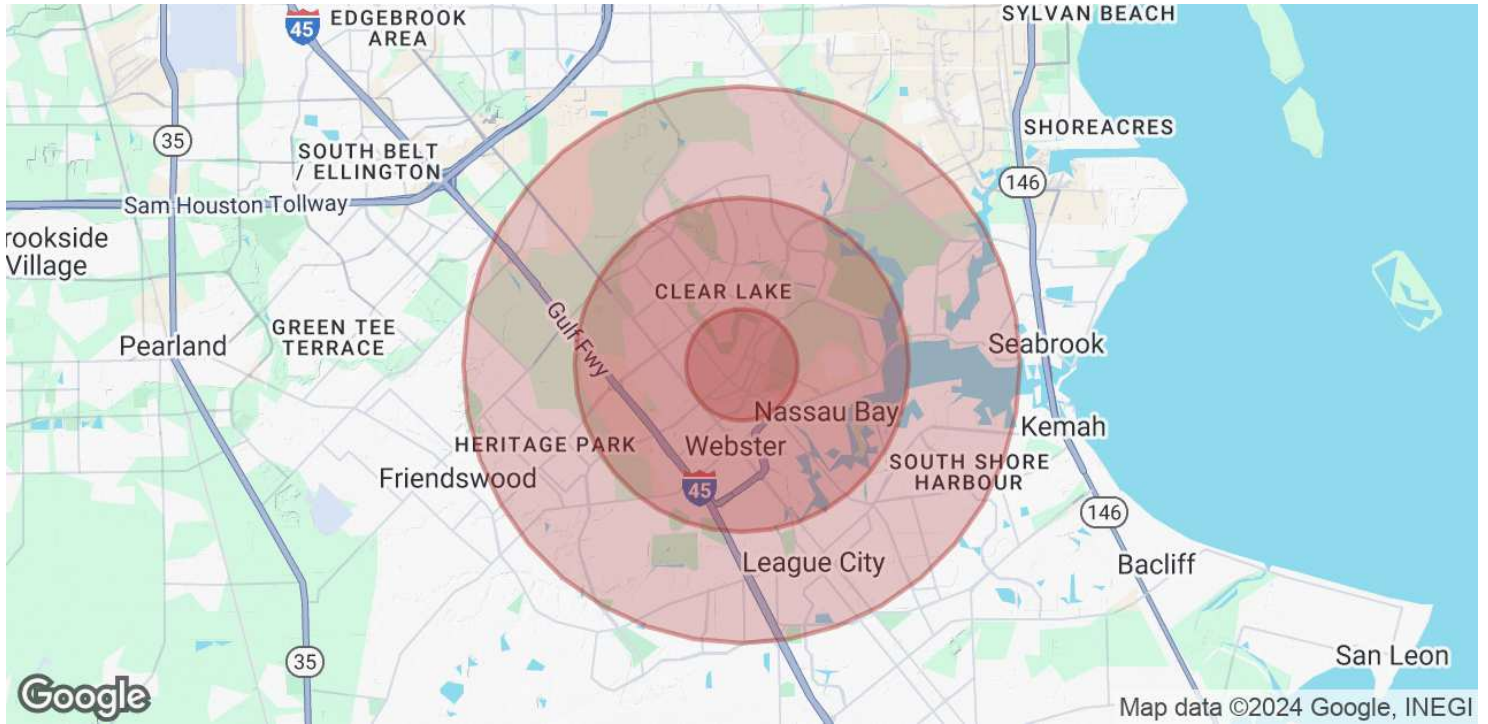 SYLVAN BEACH
45
EDGEBROOK
AREA
35
SOUTH BELT
/ ELLINGTON
SHOREACRES
146
Sam Houston Tollway
rookside
Village
CLEAR LAKE
Gulf Fwy
GREEN TEE
TERRACE
Pearland
Seabrook
Nassau Bay
Kemah
HERITAGE PARK
Webster
Friendswood
SOUTH SHORE
HARBOUR
45
146
League City
Bacliff
35
San Leon
Google
Map data ©2024 Google, INEGI